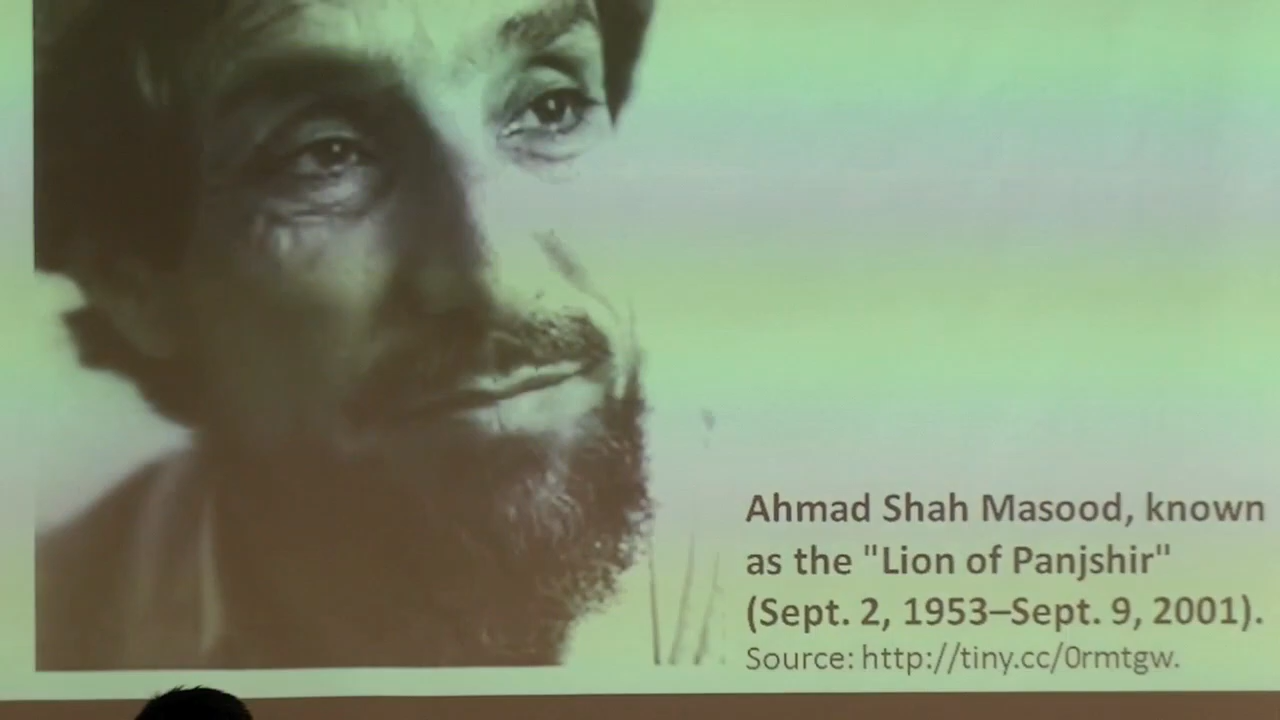 Ahmad Shah Masood, known
as the "Lion of Panjshir"
(Sept. 2, 1953–Sept. 9, 2001).
Source: http://tiny.cc/0rmtgw.